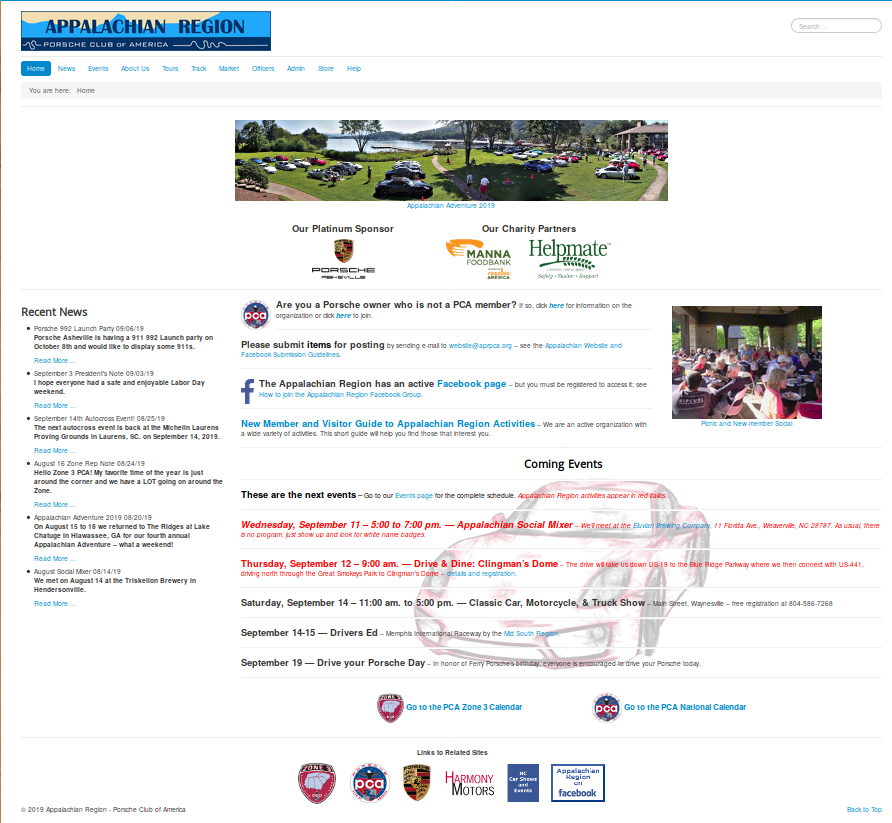 APPALACHIAN REGION
PORSCHE CLUB OF AMERICA
Search ...
Home News Events About Us Tours Track Market Officers Admin Store Help
You are here: Home
Appalachian Adventure 2019
Our Platinum Sponsor
Our Charity Partners
PORSCHE
ASHEVILLE
MANNA
FOODBANK
FEEDING
AMERICA
Helpmate
Safety · Shelter · Support
Recent News
Porsche 992 Launch Party 09/06/19
Porsche Asheville is having a 911 992 Launch party on
October 8th and would like to display some 911s.
Read More ...
September 3 President's Note 09/03/19
I hope everyone had a safe and enjoyable Labor Day
weekend.
Read More ...
September 14th Autocross Event! 08/25/19
The next autocross event is back at the Michelin Laurens
Proving Grounds in Laurens, SC. on September 14, 2019.
Read More ...
August 16 Zone Rep Note 08/24/19
Hello Zone 3 PCA! My favorite time of the year is just
around the corner and we have a LOT going on around the
Zone.
Read More ...
Appalachian Adventure 2019 08/20/19
On August 15 to 18 we returned to The Ridges at Lake
Chatuge in Hiawassee, GA for our fourth annual
Appalachian Adventure – what a weekend!
Read More ...
August Social Mixer 08/14/19
We met on August 14 at the Triskelion Brewery in
Hendersonville.
Read More ...
Are you a Porsche owner who is not a PCA member? If so, click here for information on the
organization or click here to join.
Please submit items for posting by sending e-mail to website@aprpca.org – see the Appalachian Website and
Facebook Submission Guidelines.
The Appalachian Region has an active Facebook page – but you must be registered to access it; see
How to join the Appalachian Region Facebook Group.
New Member and Visitor Guide to Appalachian Region Activities – We are an active organization with
a wide variety of activities. This short guide will help you find those that interest you.
Picnic and New-member Social
Coming Events
These are the next events – Go to our Events page for the complete schedule. Appalachian Region activities appear in red italics.
Wednesday, September 11 – 5:00 to 7:00 pm. — Appalachian Social Mixer – We'll meet at the Eluvian Brewing Company, 11 Florida Ave., Weaverville, NC 28787. As usual, there
is no program, just show up and look for white name badges.
Thursday, September 12 – 9:00 am. — Drive & Dine: Clingman's Dome – The drive will take us down US-19 to the Blue Ridge Parkway where we then connect with US-441,
driving north through the Great Smokeys Park to Clingman's Dome – details and registration.
Saturday, September 14 – 11:00 am. to 5:00 pm. — Classic Car, Motorcycle, & Truck Show – Main Street, Waynesville – free registration at 804-586-7268
September 14-15 — Drivers Ed – Memphis International Raceway by the Mid South Region.
September 19 — Drive your Porsche Day – In honor of Ferry Porsche's birthday, everyone is encouraged to drive your Porsche today.
Go to the PCA Zone 3 Calendar
Go to the PCA National Calendar
Links to Related Sites
ZONE 3
pca
HARMONY
MOTORS
NC
Car Shows
and
Events
Appalachian
Region
on
facebook
© 2019 Appalachian Region - Porsche Club of America
Back to Top